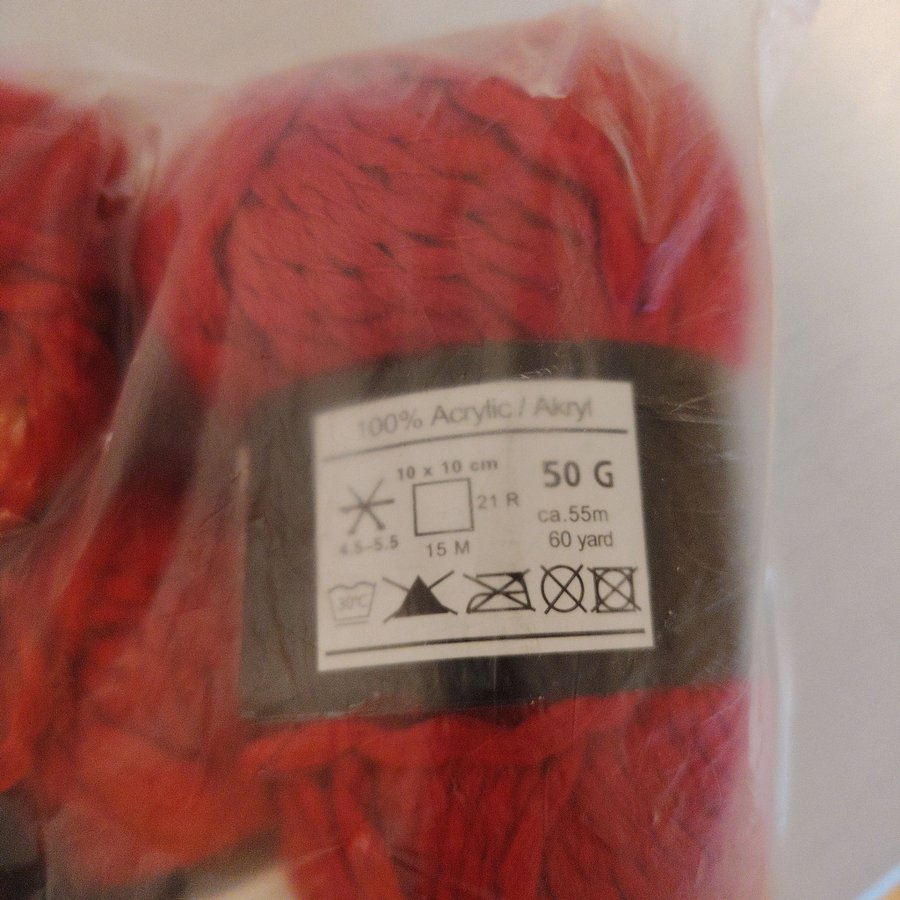 100% Acrylic / Akryl
10 x 10 cm
50 G
21 R
ca.55m
4.5-5.5
15 M
60 yard
30°C